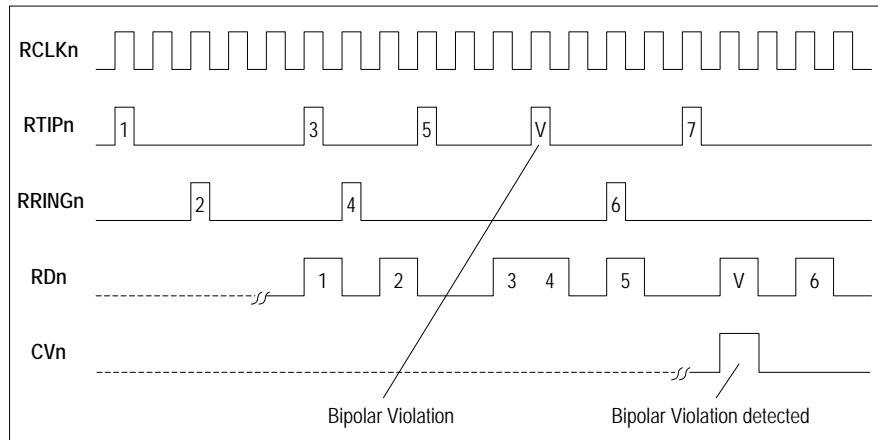 RCLKn
RTIPn
1 3 5 V 7
RRINGn
2 4 6
RDn
1 2 3 4 5 V 6
CVn
Bipolar Violation
Bipolar Violation detected